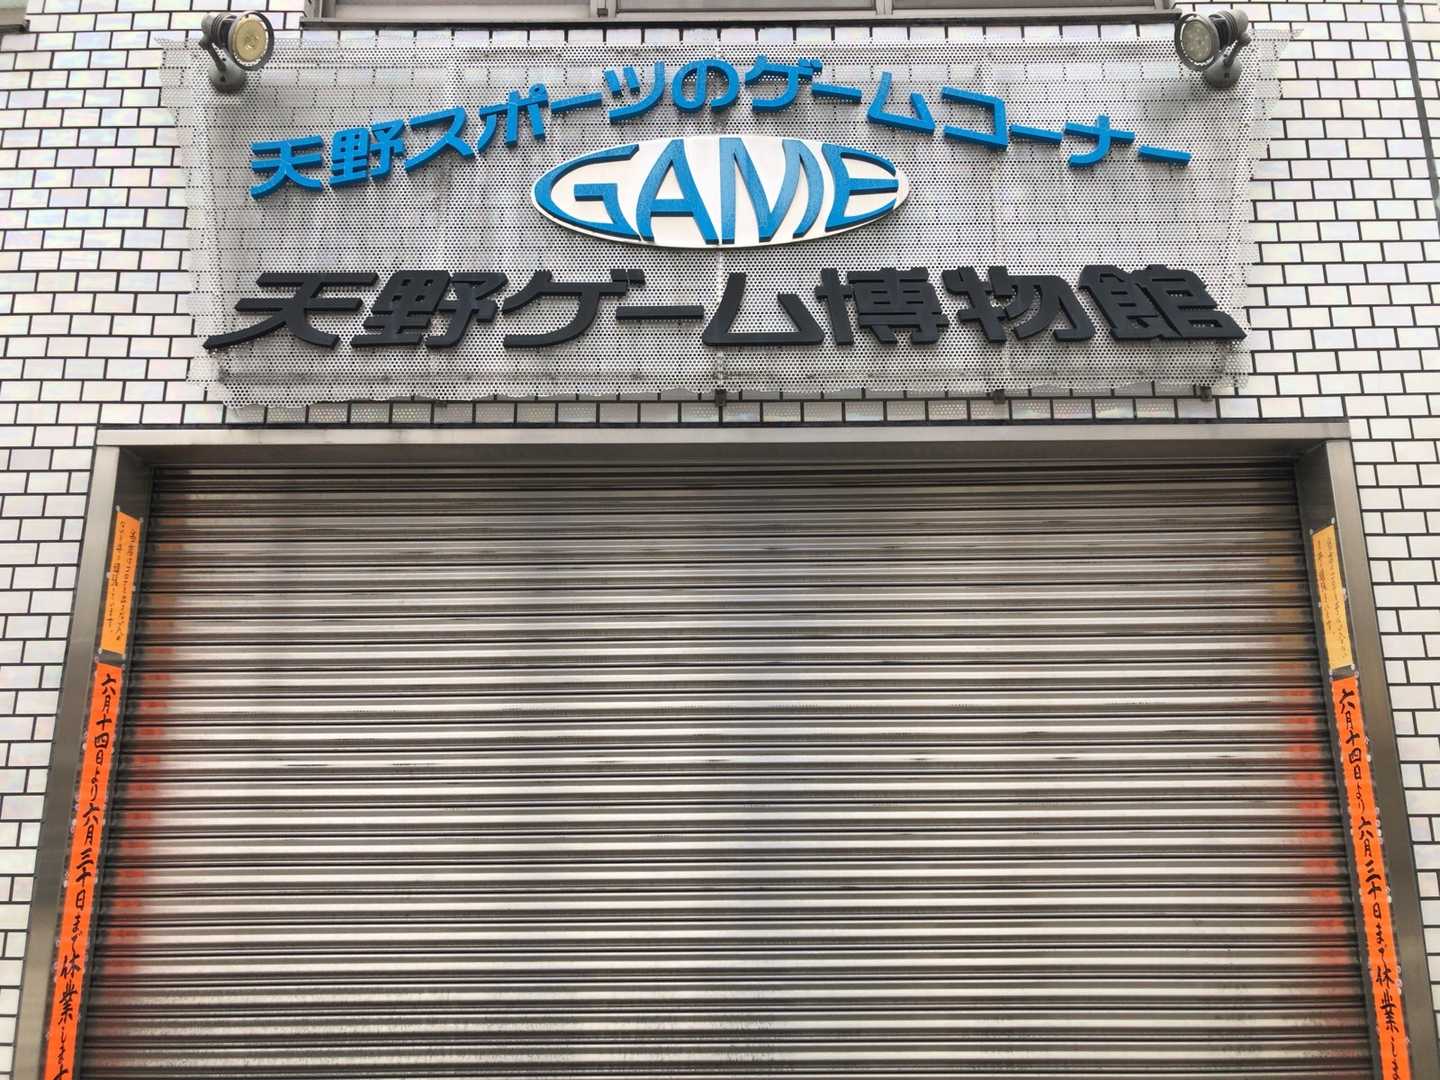 天野スポーツのゲームコーナー
GAME
天野ゲーム博物館
六月十四日より六月三十日まで休業します
六月十四日より六月三十日まで休業しま